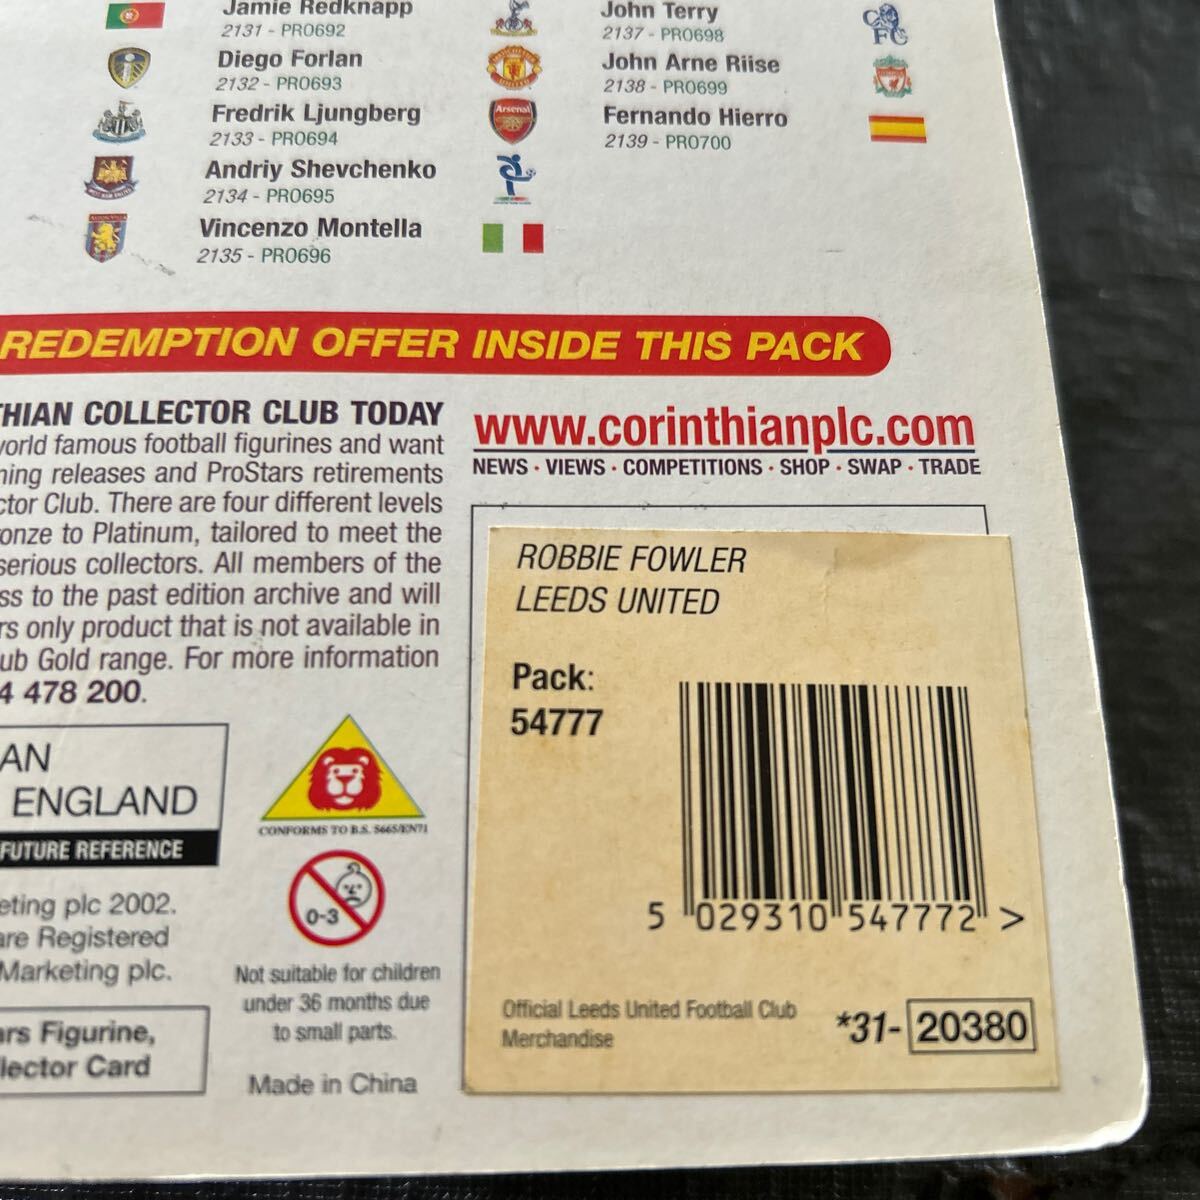 Jamie Redknapp
2131 - PRO692
Diego Forlan
2132 - PRO693
Fredrik Ljungberg
2133 - PRO694
Andriy Shevchenko
2134 - PRO695
Vincenzo Montella
2135 - PRO696
Arsenal
John Terry
2137 - PRO698
John Arne Riise
2138 - PRO699
Fernando Hierro
2139 - PRO700
REDEMPTION OFFER INSIDE THIS PACK
THIAN COLLECTOR CLUB TODAY
world famous football figurines and want
ning releases and ProStars retirements
ctor Club. There are four different levels
onze to Platinum, tailored to meet the
serious collectors. All members of the
ss to the past edition archive and will
rs only product that is not available in
ub Gold range. For more information
4 478 200.
www.corinthianplc.com
NEWS · VIEWS · COMPETITIONS · SHOP · SWAP · TRADE
ROBBIE FOWLER
LEEDS UNITED
Pack:
54777
5 029310 547772 >
Official Leeds United Football Club
Merchandise
*31- 20380
AN
ENGLAND
FUTURE REFERENCE
eting plc 2002.
are Registered
Marketing plc.
ars Figurine,
llector Card
CONFORMS TO B.S. 5665/EN71
0-3
Not suitable for children
under 36 months due
to small parts.
Made in China